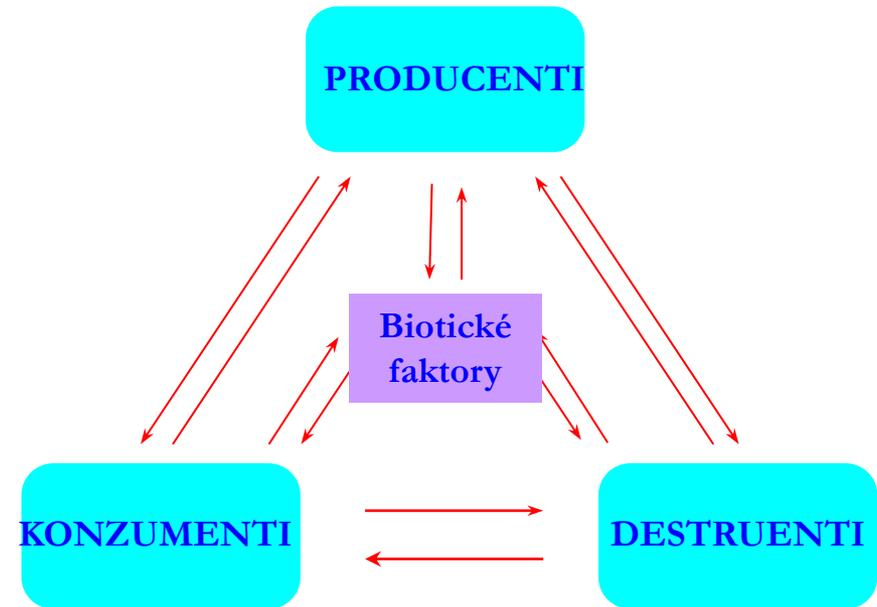 PRODUCENTI
Biotické
faktory
KONZUMENTI
DESTRUENTI